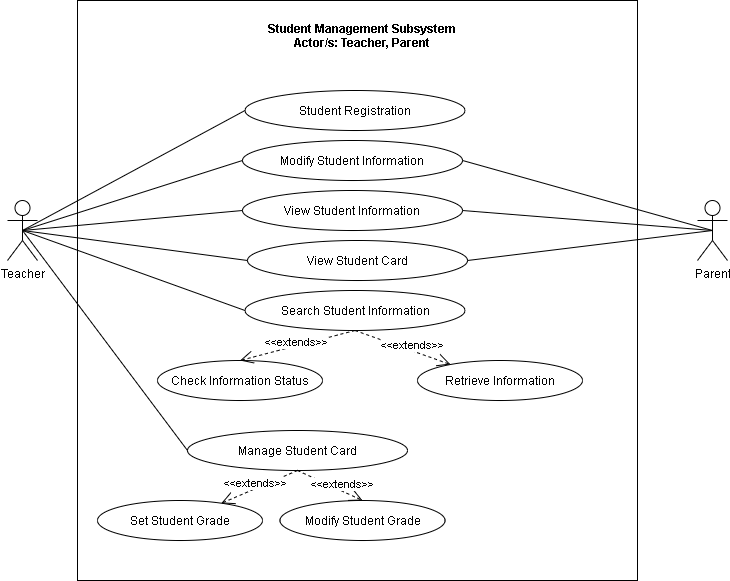 Student Management Subsystem
Actor/s: Teacher, Parent
Student Registration
Modify Student Information
View Student Information
View Student Card
Teacher
Parent
Search Student Information
<<extends>>
<<extends>>
Check Information Status
Retrieve Information
Manage Student Card
<<extends>>
<<extends>>
Set Student Grade
Modify Student Grade